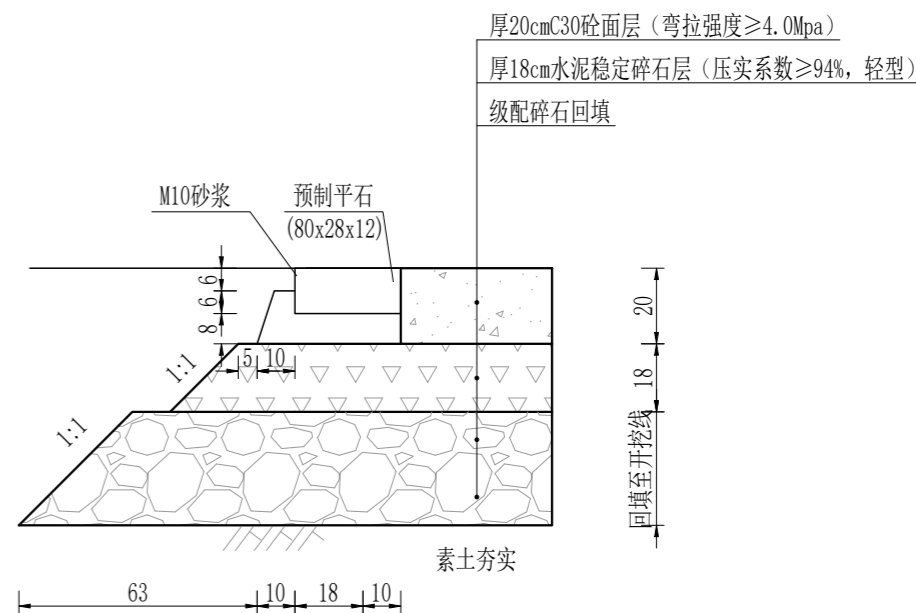 厚20cmC30砼面层（弯拉强度≥4.0Mpa）
厚18cm水泥稳定碎石层（压实系数≥94%，轻型）
级配碎石回填
M10砂浆
预制平石
(80x28x12)
6
6
8
20
5
10
1:1
18
1:1
回填至开挖线
素土夯实
63
10
18
10